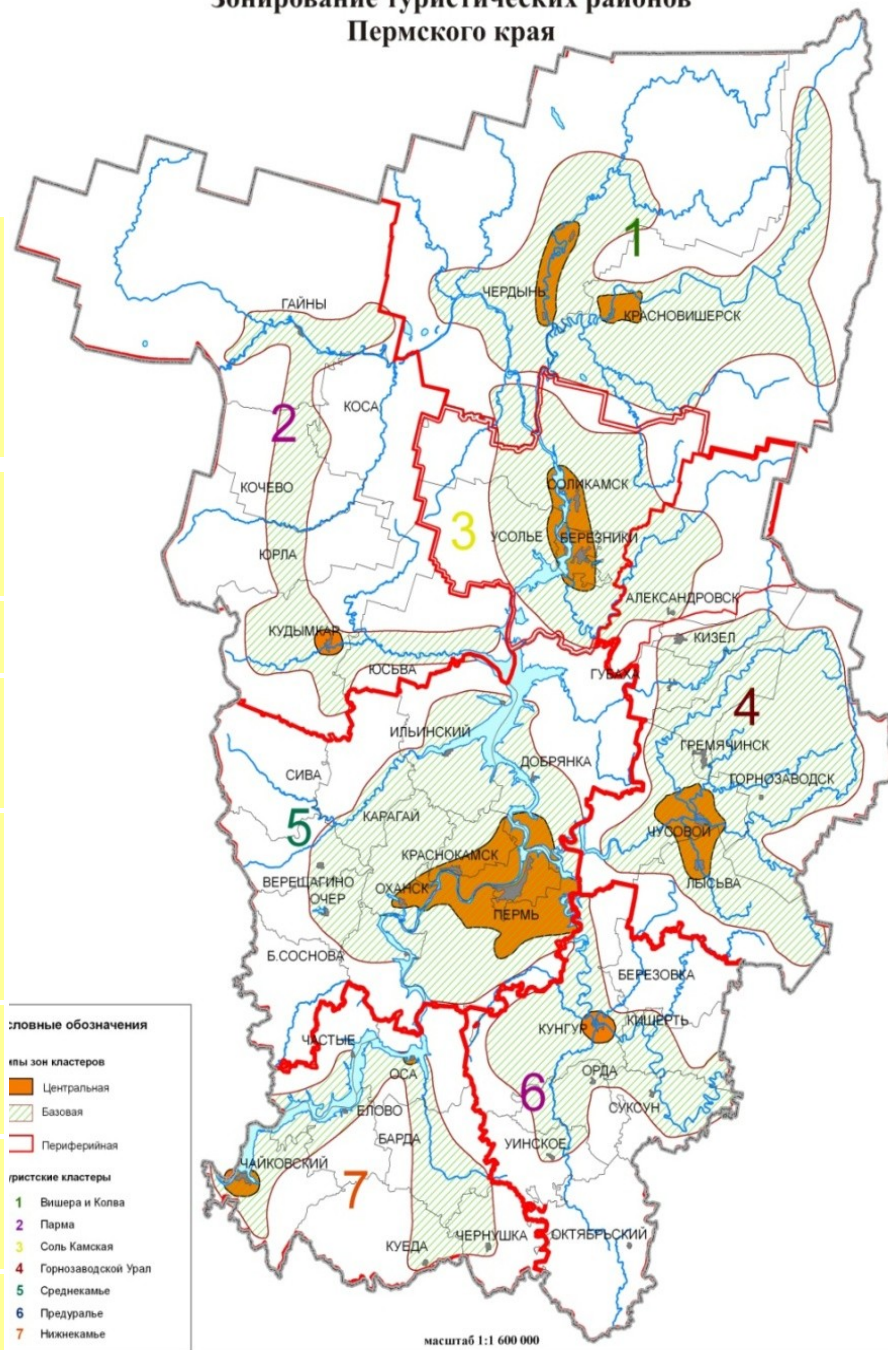 Зонирование туристических районов
Пермского края
1
ЧЕРДЫНЬ
КРАСНОВИШЕРСК
ГАЙНЫ
2
КОСА
КОЧЕВО
ЮРЛА
КУДЫМКАР
ЮСЬВА
3
СОЛИКАМСК
УСОЛЬЕ
БЕРЕЗНИКИ
АЛЕКСАНДРОВСК
КИЗЕЛ
ГУБАХА
4
ГРЕМЯЧИНСК
ГОРНОЗАВОДСК
ЧУСОВОЙ
ЛЫСЬВА
ИЛЬИНСКИЙ
ДОБРЯНКА
СИВА
5
КАРАГАЙ
КРАСНОКАМСК
ВЕРЕЩАГИНО
ОХАНСК
ОЧЕР
ПЕРМЬ
Б.СОСНОВА
БЕРЕЗОВКА
КУНГУР
КИШЕРТЬ
ОРДА
6
СУКСУН
УИНСКОЕ
ОКТЯБРЬСКИЙ
ЧАСТЫЕ
ОСА
ЕЛОВО
БАРДА
ЧАЙКОВСКИЙ
7
ЧЕРНУШКА
КУЕДА
словные обозначения
ипы зон кластеров
Центральная
Базовая
Периферийная
уристские кластеры
1 Вишера и Колва
2 Парма
3 Соль Камская
4 Горнозаводской Урал
5 Среднекамье
6 Предуралье
7 Нижнекамье
масштаб 1:1 600 000